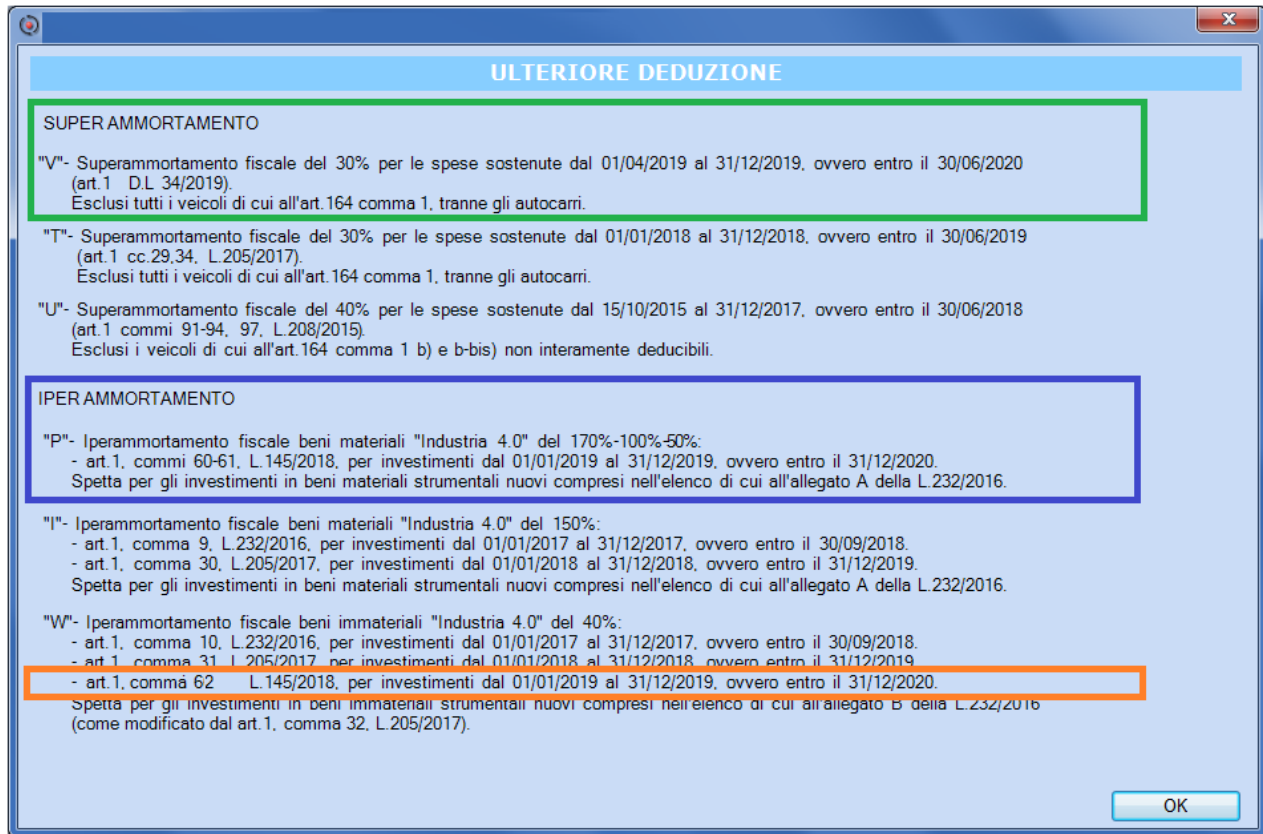 ULTERIORE DEDUZIONE
SUPER AMMORTAMENTO
"V"- Superammortamento fiscale del 30% per le spese sostenute dal 01/04/2019 al 31/12/2019, ovvero entro il 30/06/2020
(art.1 D.L 34/2019).
Esclusi tutti i veicoli di cui all'art.164 comma 1, tranne gli autocarri.
"T"- Superammortamento fiscale del 30% per le spese sostenute dal 01/01/2018 al 31/12/2018, ovvero entro il 30/06/2019
(art.1 cc.29,34, L.205/2017).
Esclusi tutti i veicoli di cui all'art.164 comma 1, tranne gli autocarri.
"U"- Superammortamento fiscale del 40% per le spese sostenute dal 15/10/2015 al 31/12/2017, ovvero entro il 30/06/2018
(art.1 commi 91-94, 97, L.208/2015).
Esclusi i veicoli di cui all'art.164 comma 1 b) e b-bis) non interamente deducibili.
IPER AMMORTAMENTO
"P"- Iperammortamento fiscale beni materiali "Industria 4.0" del 170%-100%-50%:
- art.1, commi 60-61, L.145/2018, per investimenti dal 01/01/2019 al 31/12/2019, ovvero entro il 31/12/2020.
Spetta per gli investimenti in beni materiali strumentali nuovi compresi nell'elenco di cui all'allegato A della L.232/2016.
"I"- Iperammortamento fiscale beni materiali "Industria 4.0" del 150%:
- art.1, comma 9, L.232/2016, per investimenti dal 01/01/2017 al 31/12/2017, ovvero entro il 30/09/2018.
- art.1, comma 30, L.205/2017, per investimenti dal 01/01/2018 al 31/12/2018, ovvero entro il 31/12/2019.
Spetta per gli investimenti in beni materiali strumentali nuovi compresi nell'elenco di cui all'allegato A della L.232/2016.
"W"- Iperammortamento fiscale beni immateriali "Industria 4.0" del 40%:
- art.1, comma 10, L.232/2016, per investimenti dal 01/01/2017 al 31/12/2017, ovvero entro il 30/09/2018.
- art.1, comma 31, L.205/2017, per investimenti dal 01/01/2018 al 31/12/2018, ovvero entro il 31/12/2019
- art.1, comma 62 L.145/2018, per investimenti dal 01/01/2019 al 31/12/2019, ovvero entro il 31/12/2020.
Spetta per gli investimenti in beni immateriali strumentali nuovi compresi nell'elenco di cui all'allegato B della L.232/2016
(come modificato dal art.1, comma 32, L.205/2017).
OK